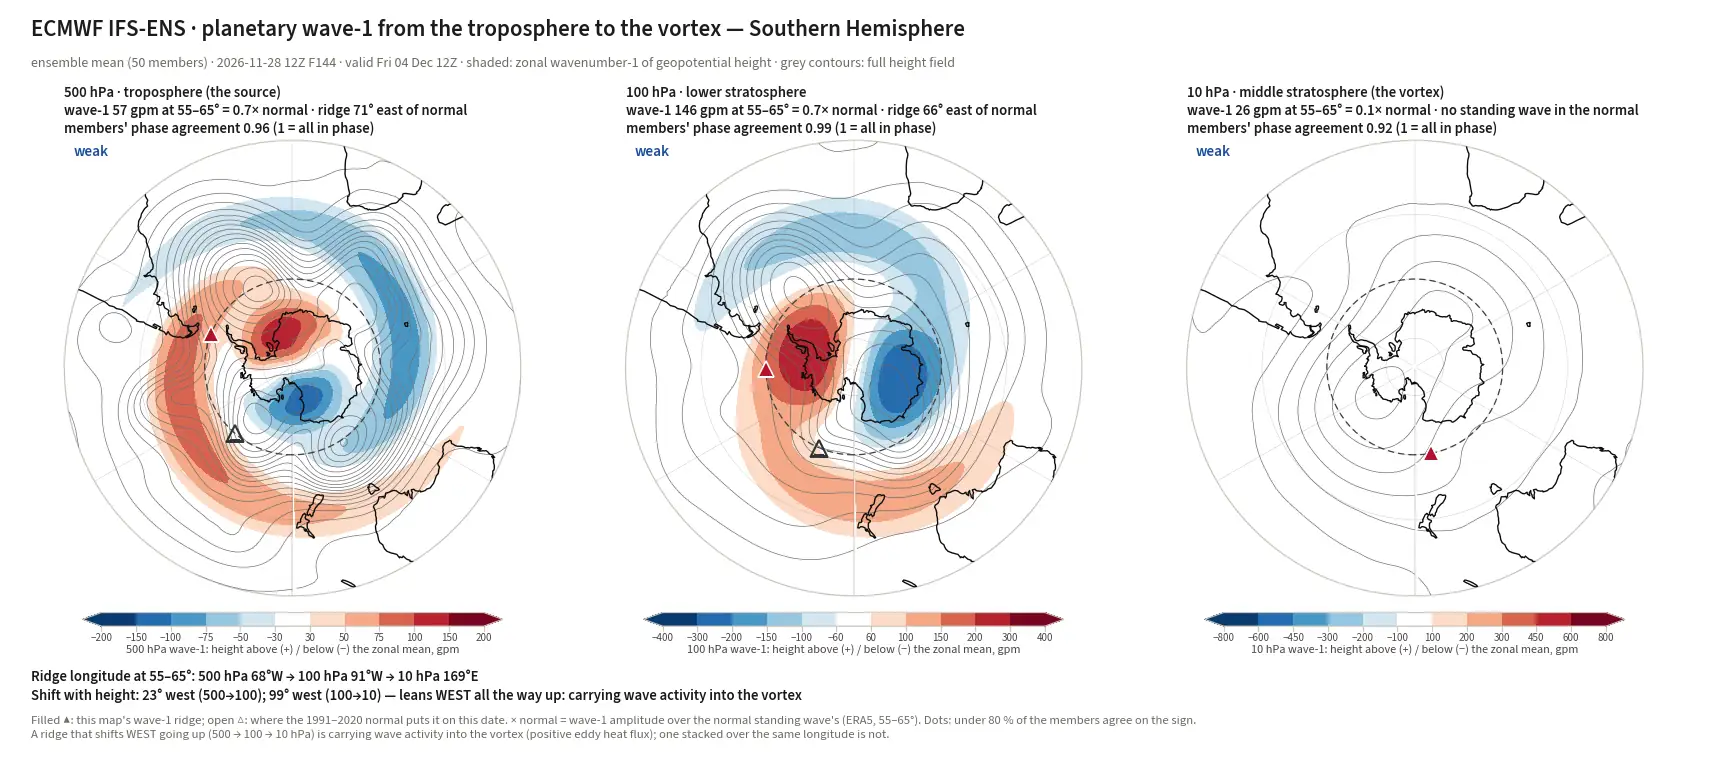 ECMWF IFS-ENS · planetary wave-1 from the troposphere to the vortex — Southern Hemisphere
ensemble mean (50 members) · 2026-11-28 12Z F144 · valid Fri 04 Dec 12Z · shaded: zonal wavenumber-1 of geopotential height · grey contours: full height field
500 hPa · troposphere (the source)
wave-1 57 gpm at 55–65° = 0.7× normal · ridge 71° east of normal
members' phase agreement 0.96 (1 = all in phase)
weak
100 hPa · lower stratosphere
wave-1 146 gpm at 55–65° = 0.7× normal · ridge 66° east of normal
members' phase agreement 0.99 (1 = all in phase)
weak
10 hPa · middle stratosphere (the vortex)
wave-1 26 gpm at 55–65° = 0.1× normal · no standing wave in the normal
members' phase agreement 0.92 (1 = all in phase)
weak
−200 −150 −100 −75 −50 −30 30 50 75 100 150 200
500 hPa wave-1: height above (+) / below (−) the zonal mean, gpm
−400 −300 −200 −150 −100 −60 60 100 150 200 300 400
100 hPa wave-1: height above (+) / below (−) the zonal mean, gpm
−800 −600 −450 −300 −200 −100 100 200 300 450 600 800
10 hPa wave-1: height above (+) / below (−) the zonal mean, gpm
Ridge longitude at 55–65°: 500 hPa 68°W → 100 hPa 91°W → 10 hPa 169°E
Shift with height: 23° west (500→100); 99° west (100→10) — leans WEST all the way up: carrying wave activity into the vortex
Filled ▲: this map's wave-1 ridge; open △: where the 1991–2020 normal puts it on this date. × normal = wave-1 amplitude over the normal standing wave's (ERA5, 55–65°). Dots: under 80 % of the members agree on the sign.
A ridge that shifts WEST going up (500 → 100 → 10 hPa) is carrying wave activity into the vortex (positive eddy heat flux); one stacked over the same longitude is not.